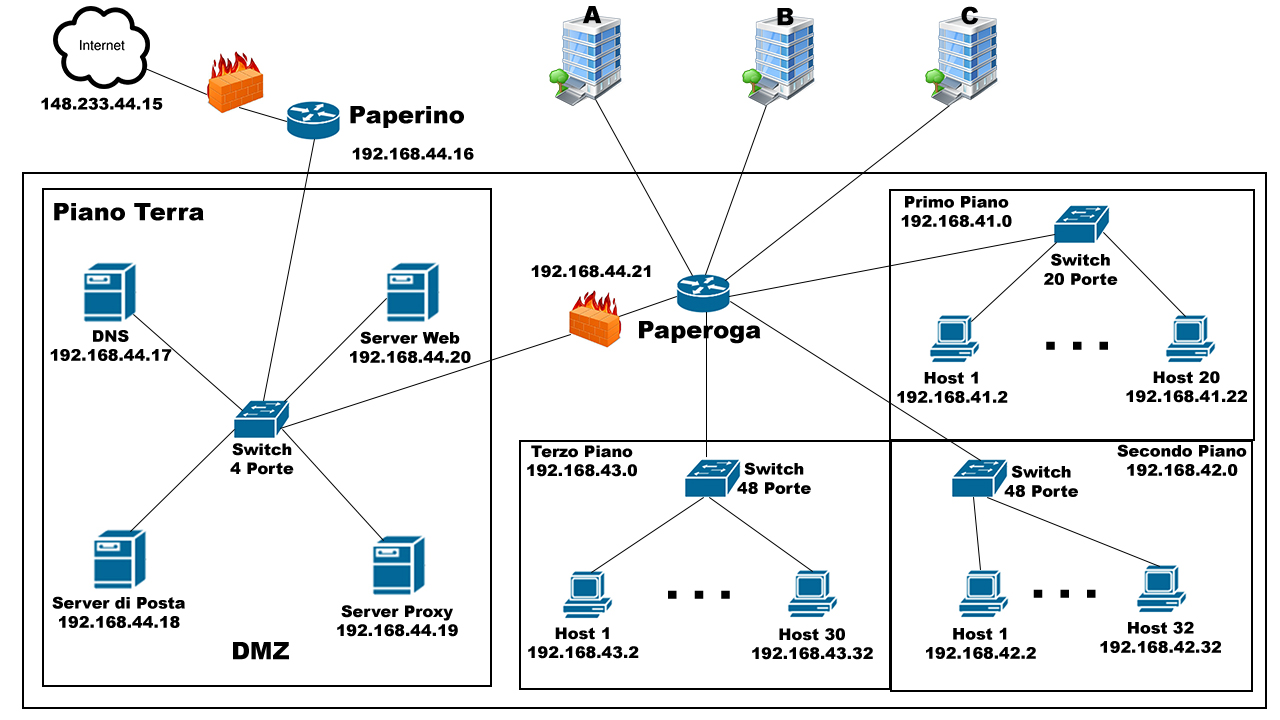 Internet
148.233.44.15
Paperino
192.168.44.16
A
B
C
Piano Terra
DNS
192.168.44.17
Server Web
192.168.44.20
Switch
4 Porte
Server di Posta
192.168.44.18
Server Proxy
192.168.44.19
DMZ
192.168.44.21
Paperoga
Primo Piano
192.168.41.0
Switch
20 Porte
Host 1
192.168.41.2
Host 20
192.168.41.22
Terzo Piano
192.168.43.0
Switch
48 Porte
Host 1
192.168.43.2
Host 30
192.168.43.32
Secondo Piano
192.168.42.0
Switch
48 Porte
Host 1
192.168.42.2
Host 32
192.168.42.32